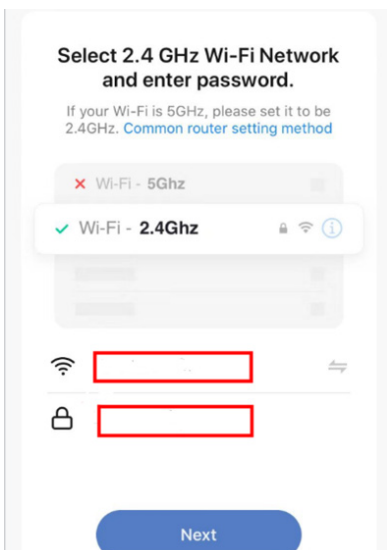 Select 2.4 GHz Wi-Fi Network
and enter password.
If your Wi-Fi is 5GHz, please set it to be
2.4GHz. Common router setting method
Wi-Fi - 5Ghz
Wi-Fi - 2.4Ghz
Next